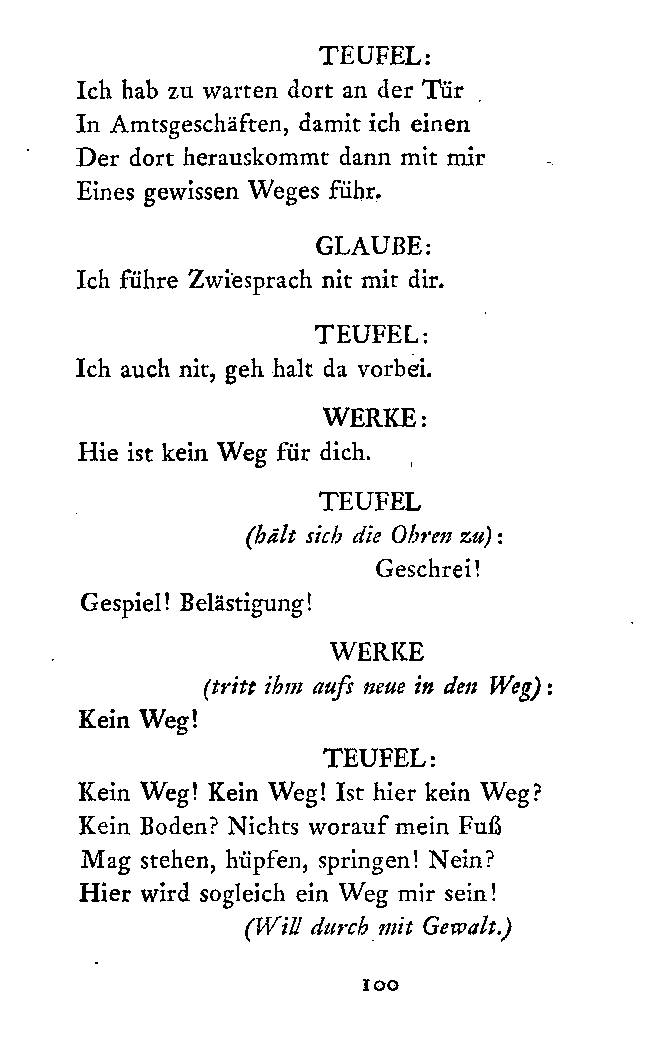 TEUFEL:
Ich hab zu warten dort an der Tür
In Amtsgeschäften, damit ich einen
Der dort herauskommt dann mit mir
Eines gewissen Weges führ.
GLAUBE:
Ich führe Zwiesprach nit mit dir.
TEUFEL:
Ich auch nit, geh halt da vorbei.
WERKE:
Hie ist kein Weg für dich.
TEUFEL
(hält sich die Ohren zu):
Geschrei!
Gespiel! Belästigung!
WERKE
(tritt ihm aufs neue in den Weg):
Kein Weg!
TEUFEL:
Kein Weg! Kein Weg! Ist hier kein Weg?
Kein Boden? Nichts worauf mein Fuß
Mag stehen, hüpfen, springen! Nein?
Hier wird sogleich ein Weg mir sein!
(Will durch mit Gewalt.)
100